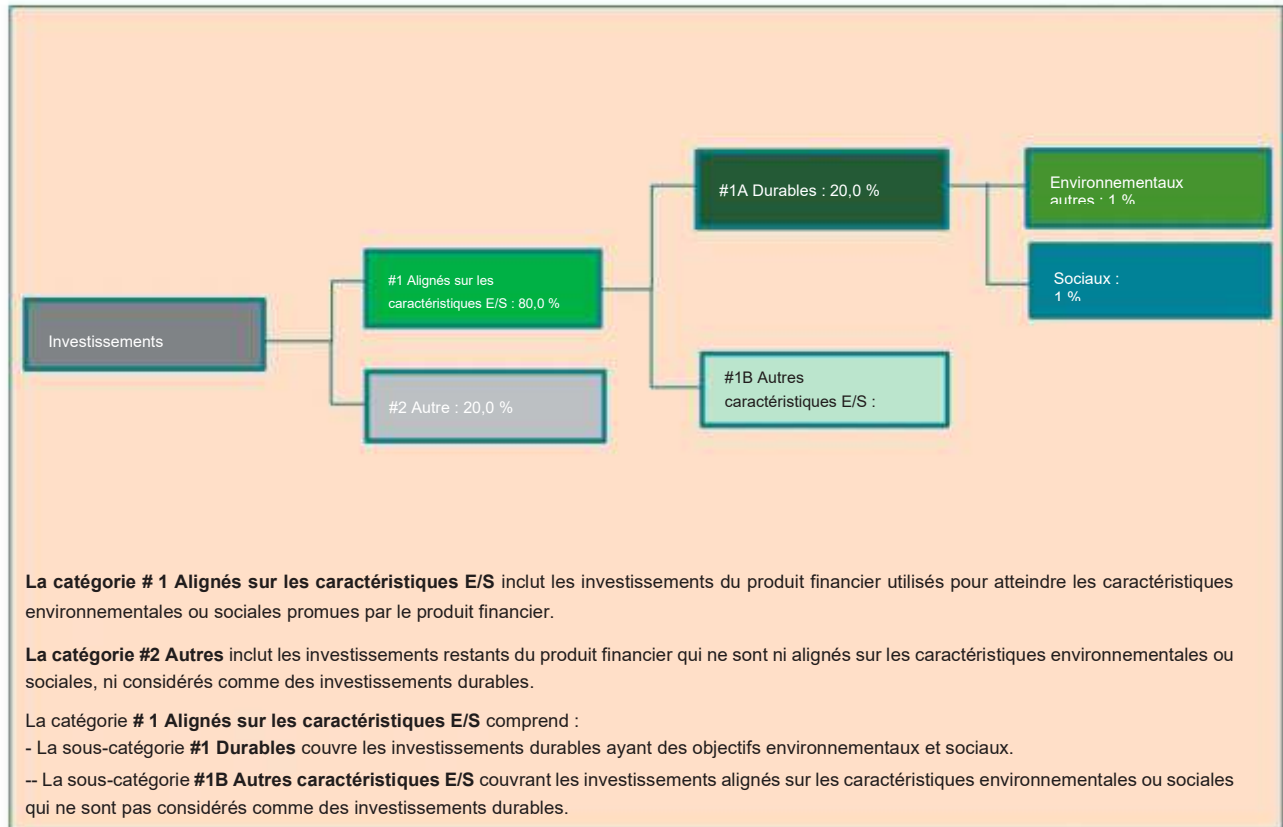 #1A Durables : 20,0 %
Environnementaux
autres : 1 %
#1 Alignés sur les
caractéristiques E/S : 80,0 %
Sociaux :
1 %
Investissements
#2 Autre : 20,0 %
#1B Autres
caractéristiques E/S :
La catégorie # 1 Alignés sur les caractéristiques E/S inclut les investissements du produit financier utilisés pour atteindre les caractéristiques
environnementales ou sociales promues par le produit financier.
La catégorie #2 Autres inclut les investissements restants du produit financier qui ne sont ni alignés sur les caractéristiques environnementales ou
sociales, ni considérés comme des investissements durables.
La catégorie # 1 Alignés sur les caractéristiques E/S comprend :
- La sous-catégorie #1 Durables couvre les investissements durables ayant des objectifs environnementaux et sociaux.
-- La sous-catégorie #1B Autres caractéristiques E/S couvrant les investissements alignés sur les caractéristiques environnementales ou sociales
qui ne sont pas considérés comme des investissements durables.